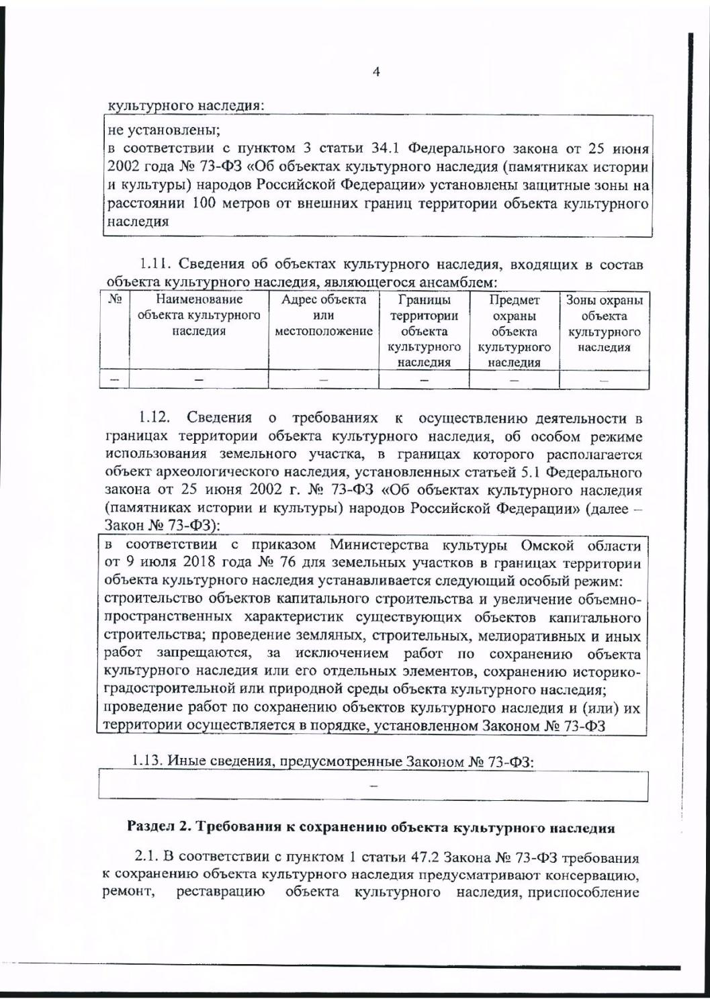 4
культурного наследия:
не установлены;
в соответствии с пунктом 3 статьи 34.1 Федерального закона от 25 июня
2002 года № 73-ФЗ «Об объектах культурного наследия (памятниках истории
и культуры) народов Российской Федерации» установлены защитные зоны на
расстоянии 100 метров от внешних границ территории объекта культурного
наследия
1.11. Сведения об объектах культурного наследия, входящих в состав
объекта культурного наследия, являющегося ансамблем:
№ Наименование Адрес объекта Границы Предмет Зоны охраны
объекта культурного или территории охраны объекта
наследия местоположение объекта объекта культурного
культурного культурного наследия
наследия наследия
– – – – – –
1.12. Сведения о требованиях к осуществлению деятельности в
границах территории объекта культурного наследия, об особом режиме
использования земельного участка, в границах которого располагается
объект археологического наследия, установленных статьей 5.1 Федерального
закона от 25 июня 2002 г. № 73-ФЗ «Об объектах культурного наследия
(памятниках истории и культуры) народов Российской Федерации» (далее –
Закон № 73-ФЗ):
в соответствии с приказом Министерства культуры Омской области
от 9 июля 2018 года № 76 для земельных участков в границах территории
объекта культурного наследия устанавливается следующий особый режим:
строительство объектов капитального строительства и увеличение объемно-
пространственных характеристик существующих объектов капитального
строительства; проведение земляных, строительных, мелиоративных и иных
работ запрещаются, за исключением работ по сохранению объекта
культурного наследия или его отдельных элементов, сохранению историко-
градостроительной или природной среды объекта культурного наследия;
проведение работ по сохранению объектов культурного наследия и (или) их
территории осуществляется в порядке, установленном Законом № 73-ФЗ
1.13. Иные сведения, предусмотренные Законом № 73-ФЗ:
–
Раздел 2. Требования к сохранению объекта культурного наследия
2.1. В соответствии с пунктом 1 статьи 47.2 Закона № 73-ФЗ требования
к сохранению объекта культурного наследия предусматривают консервацию,
ремонт, реставрацию объекта культурного наследия, приспособление